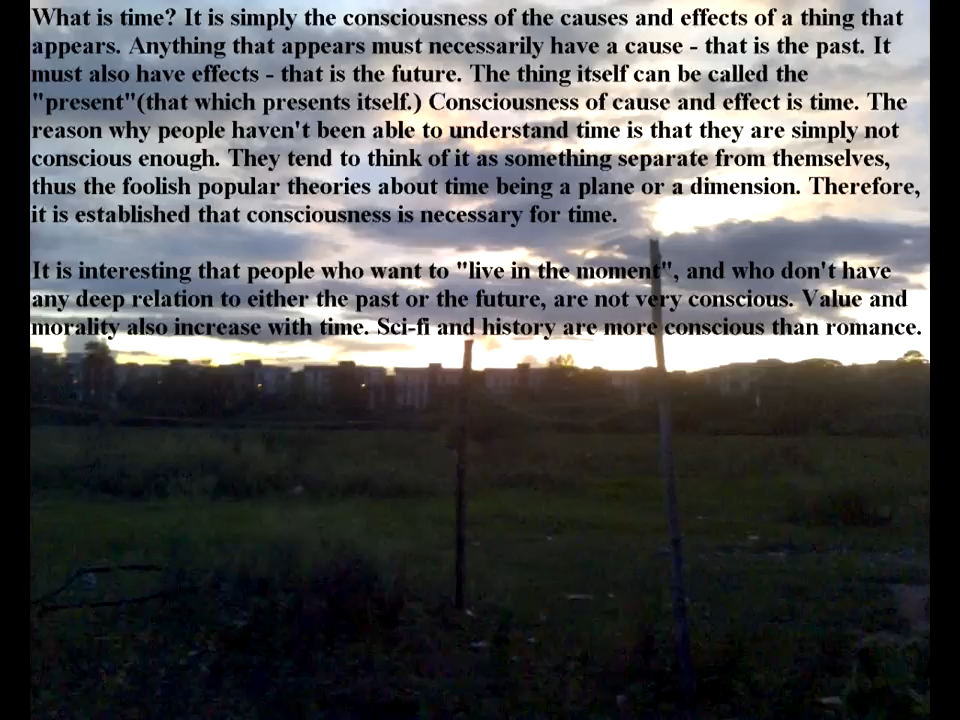 What is time? It is simply the consciousness of the causes and effects of a thing that
appears. Anything that appears must necessarily have a cause - that is the past. It
must also have effects - that is the future. The thing itself can be called the
"present"(that which presents itself.) Consciousness of cause and effect is time. The
reason why people haven't been able to understand time is that they are simply not
conscious enough. They tend to think of it as something separate from themselves,
thus the foolish popular theories about time being a plane or a dimension. Therefore,
it is established that consciousness is necessary for time.
It is interesting that people who want to "live in the moment", and who don't have
any deep relation to either the past or the future, are not very conscious. Value and
morality also increase with time. Sci-fi and history are more conscious than romance.